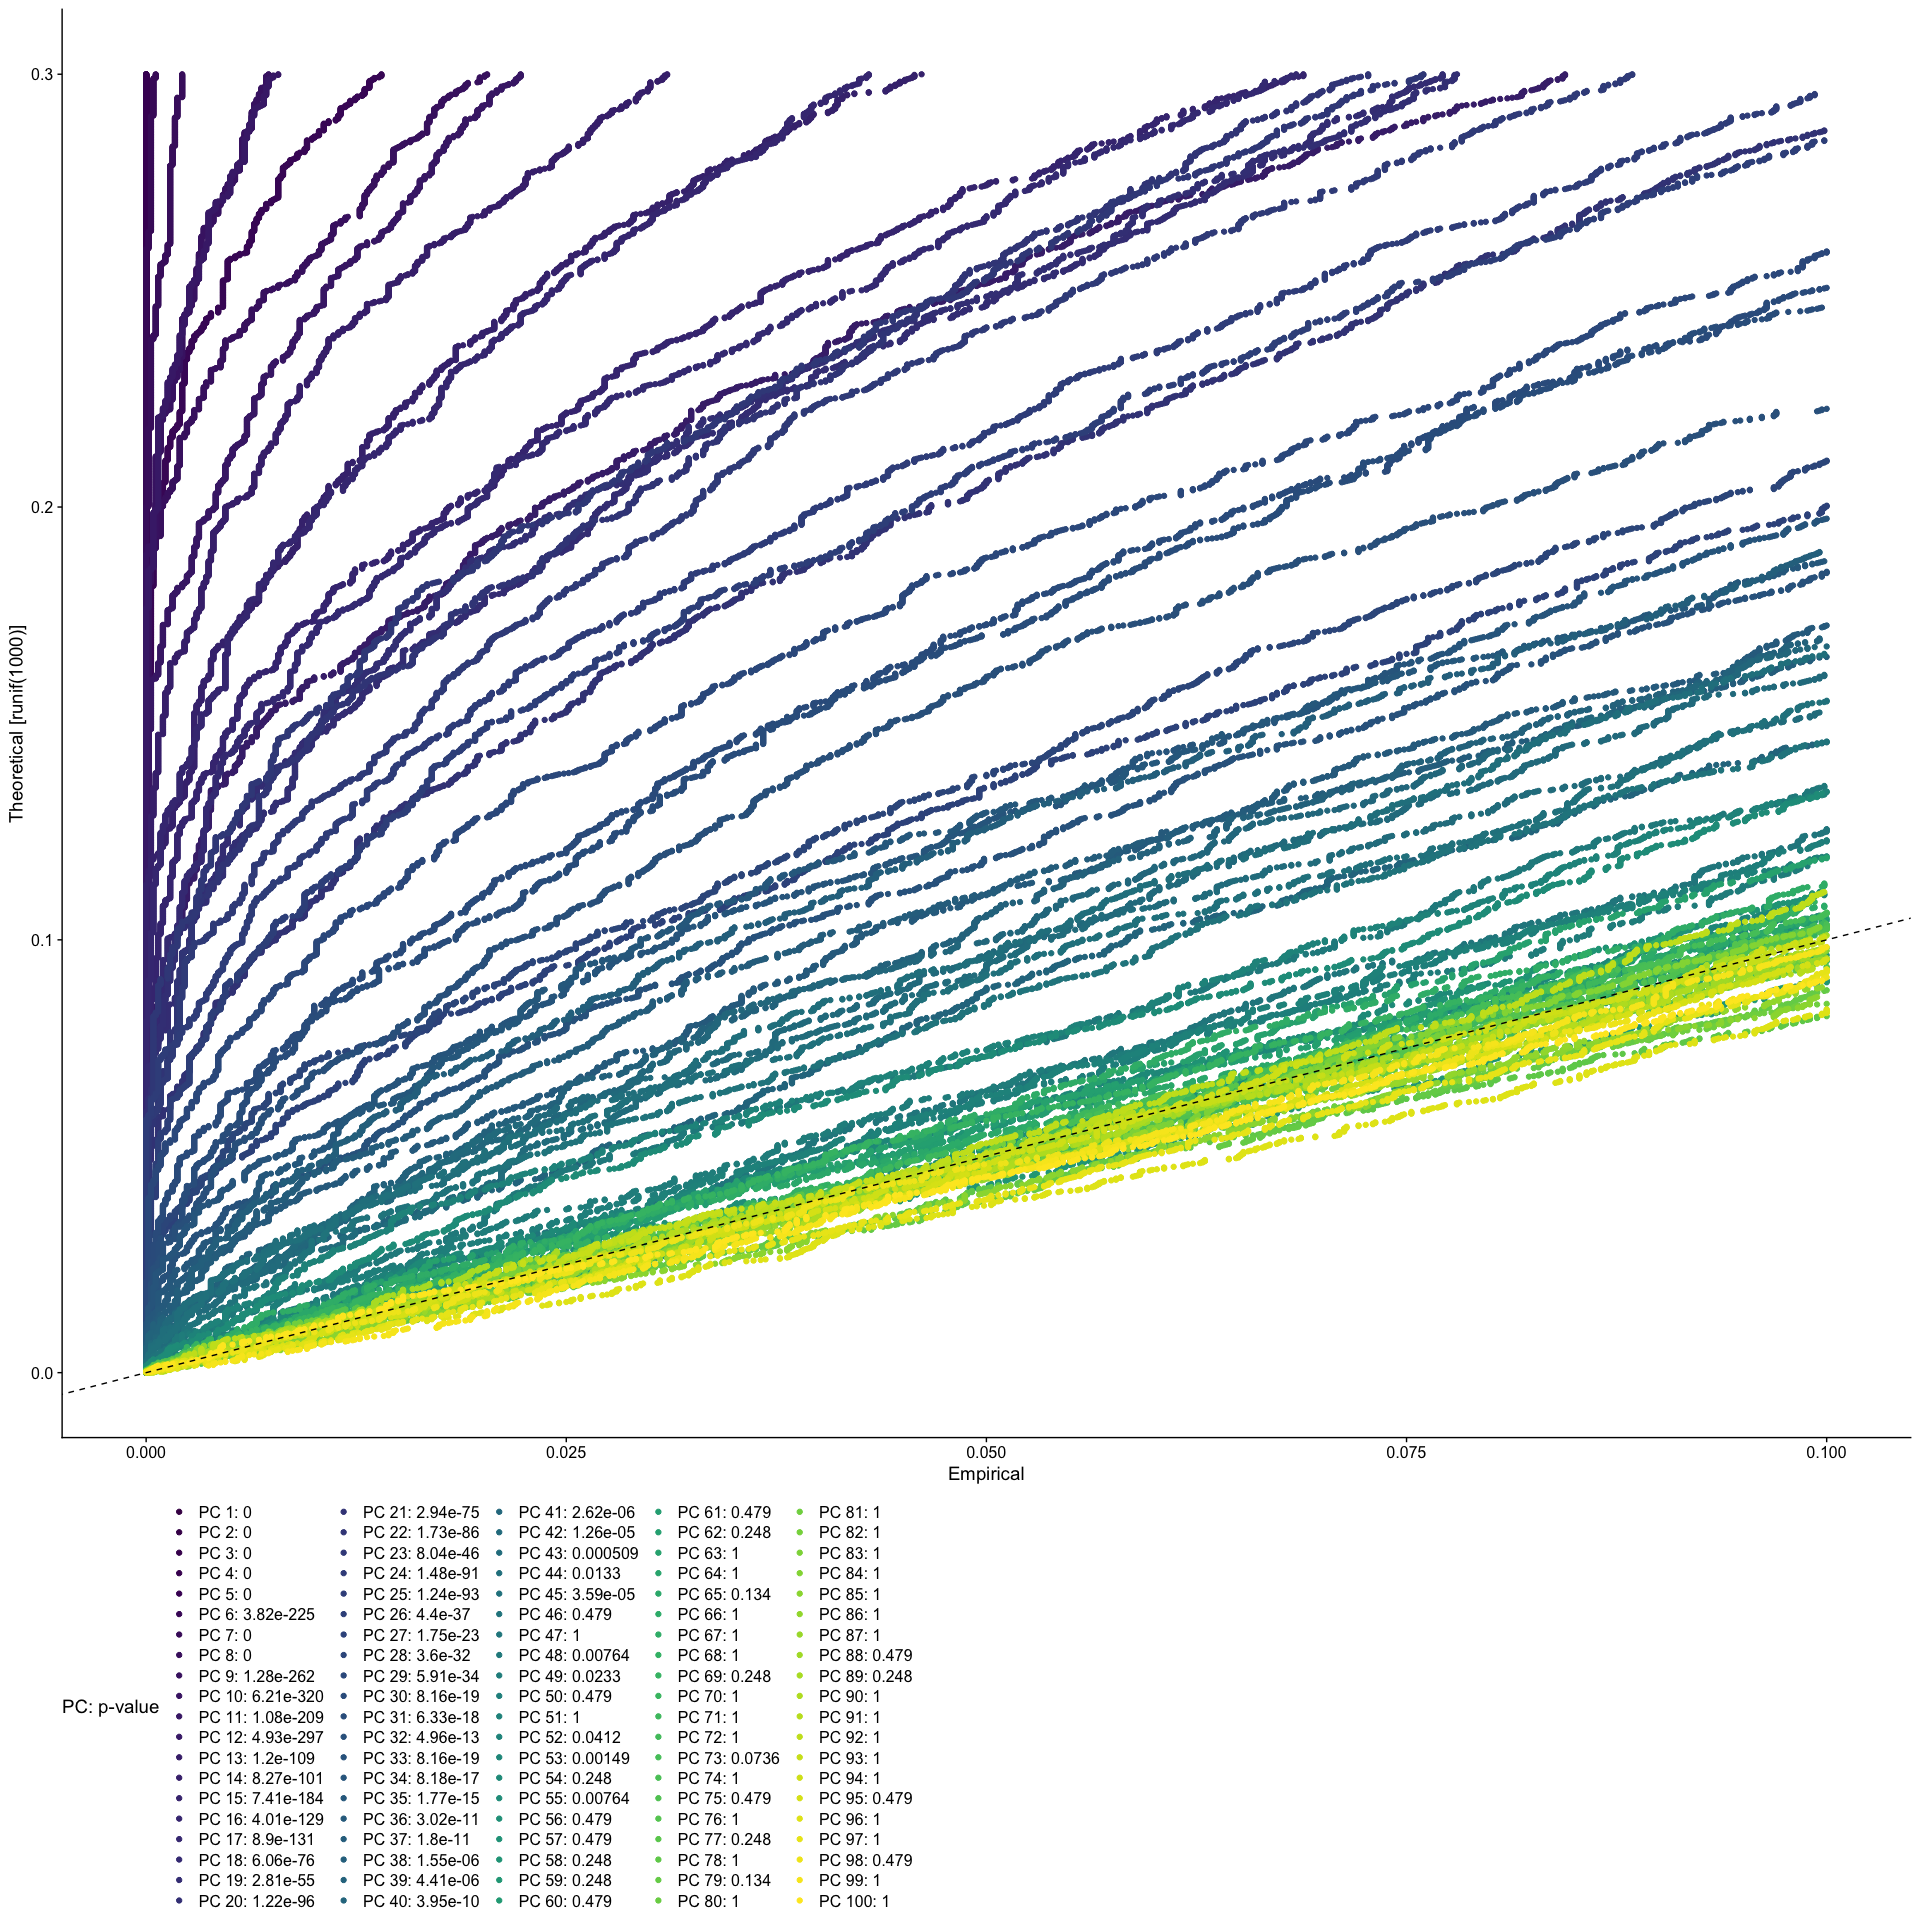 0.3
0.2
0.1
0.0
Theoretical [runif(1000)]
0.000 0.025 0.050 0.075 0.100
Empirical
PC: p-value
PC 1: 0
PC 2: 0
PC 3: 0
PC 4: 0
PC 5: 0
PC 6: 3.82e-225
PC 7: 0
PC 8: 0
PC 9: 1.28e-262
PC 10: 6.21e-320
PC 11: 1.08e-209
PC 12: 4.93e-297
PC 13: 1.2e-109
PC 14: 8.27e-101
PC 15: 7.41e-184
PC 16: 4.01e-129
PC 17: 8.9e-131
PC 18: 6.06e-76
PC 19: 2.81e-55
PC 20: 1.22e-96
PC 21: 2.94e-75
PC 22: 1.73e-86
PC 23: 8.04e-46
PC 24: 1.48e-91
PC 25: 1.24e-93
PC 26: 4.4e-37
PC 27: 1.75e-23
PC 28: 3.6e-32
PC 29: 5.91e-34
PC 30: 8.16e-19
PC 31: 6.33e-18
PC 32: 4.96e-13
PC 33: 8.16e-19
PC 34: 8.18e-17
PC 35: 1.77e-15
PC 36: 3.02e-11
PC 37: 1.8e-11
PC 38: 1.55e-06
PC 39: 4.41e-06
PC 40: 3.95e-10
PC 41: 2.62e-06
PC 42: 1.26e-05
PC 43: 0.000509
PC 44: 0.0133
PC 45: 3.59e-05
PC 46: 0.479
PC 47: 1
PC 48: 0.00764
PC 49: 0.0233
PC 50: 0.479
PC 51: 1
PC 52: 0.0412
PC 53: 0.00149
PC 54: 0.248
PC 55: 0.00764
PC 56: 0.479
PC 57: 0.479
PC 58: 0.248
PC 59: 0.248
PC 60: 0.479
PC 61: 0.479
PC 62: 0.248
PC 63: 1
PC 64: 1
PC 65: 0.134
PC 66: 1
PC 67: 1
PC 68: 1
PC 69: 0.248
PC 70: 1
PC 71: 1
PC 72: 1
PC 73: 0.0736
PC 74: 1
PC 75: 0.479
PC 76: 1
PC 77: 0.248
PC 78: 1
PC 79: 0.134
PC 80: 1
PC 81: 1
PC 82: 1
PC 83: 1
PC 84: 1
PC 85: 1
PC 86: 1
PC 87: 1
PC 88: 0.479
PC 89: 0.248
PC 90: 1
PC 91: 1
PC 92: 1
PC 93: 1
PC 94: 1
PC 95: 0.479
PC 96: 1
PC 97: 1
PC 98: 0.479
PC 99: 1
PC 100: 1